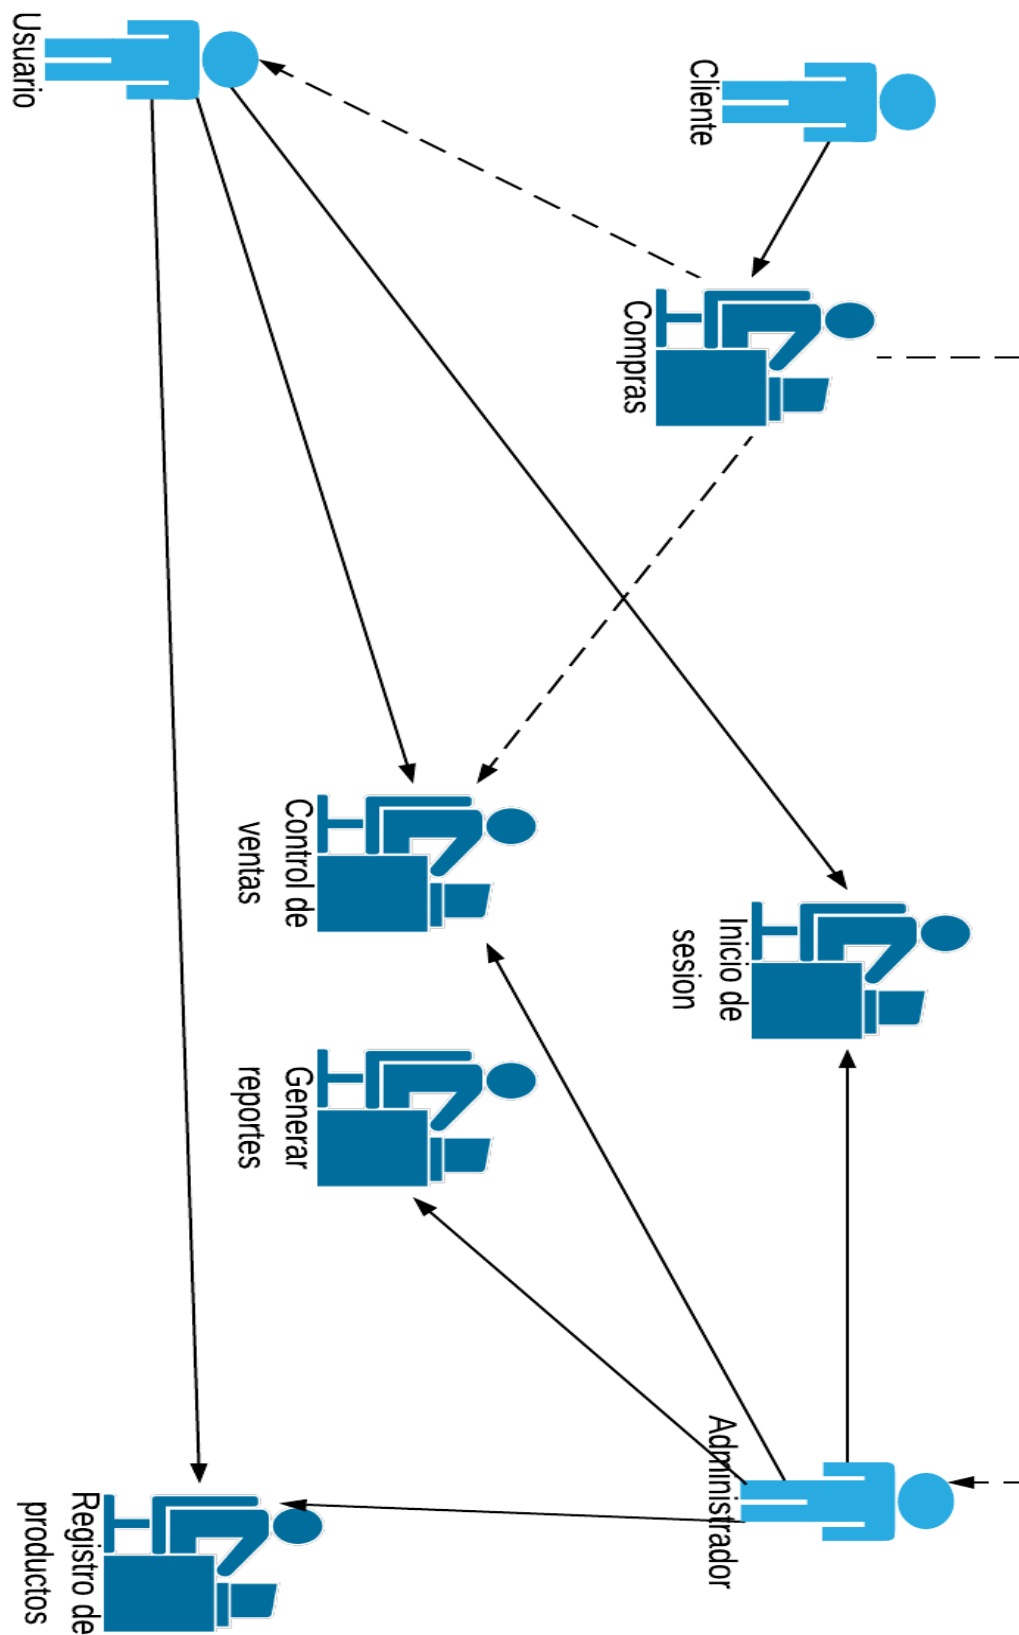 Cliente
Inicio de
sesion
Administrador
Compras
Control de
ventas
Generar
reportes
Usuario
Registro de
productos